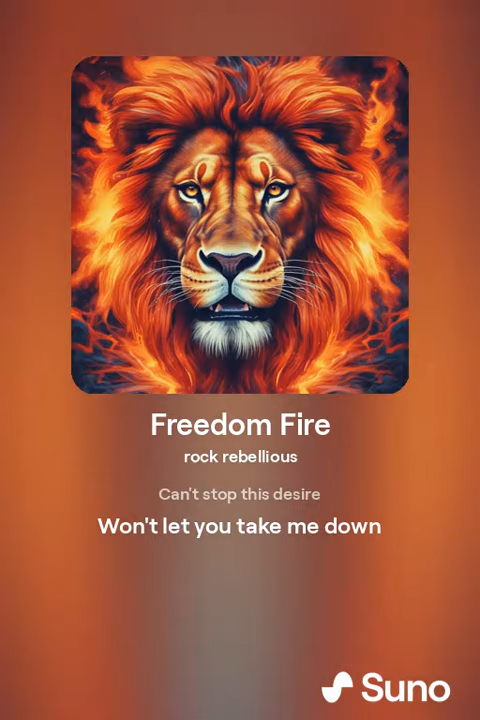 Freedom Fire
rock rebellious
Can't stop this desire
Won't let you take me down
Suno